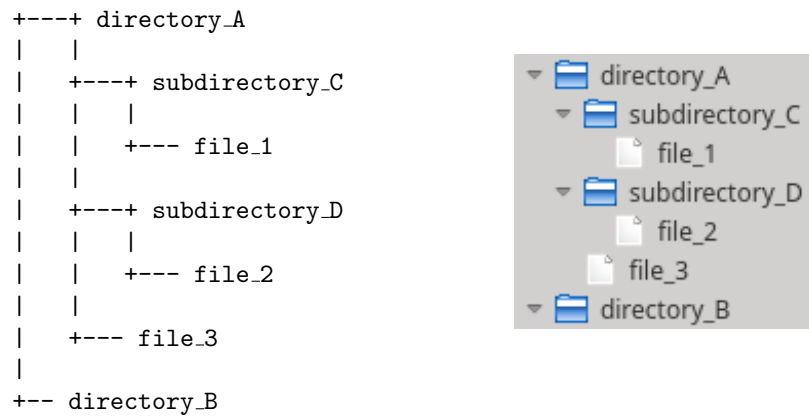 +---+ directory_A
|   |
|   +---+ subdirectory_C
|   |   |
|   |   +--- file_1
|   |
|   +---+ subdirectory_D
|   |   |
|   |   +--- file_2
|   |
|   +--- file_3
|
+-- directory_B
directory_A
subdirectory_C
file_1
subdirectory_D
file_2
file_3
directory_B